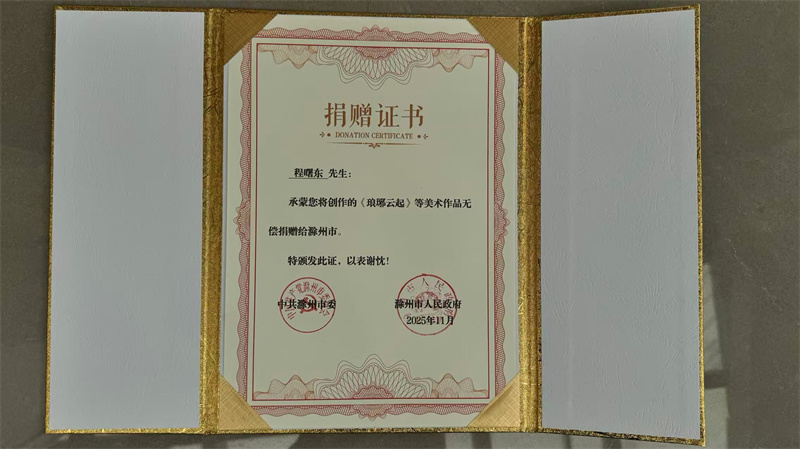 捐赠证书
DONATION CERTIFICATE
程曙东 先生：
承蒙您将创作的《琅琊云起》等美术作品无
偿捐赠给滁州市。
特颁发此证，以表谢忱！
中共滁州市委
滁州市人民政府
2025年11月